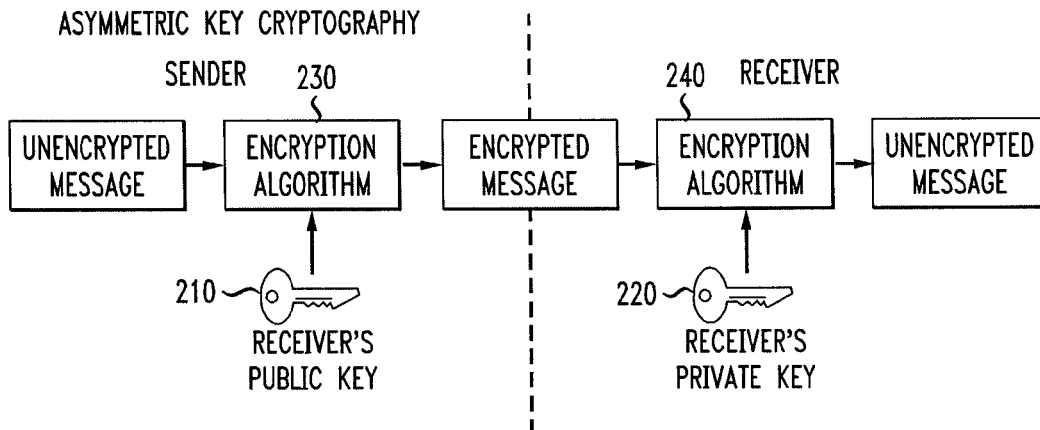 ASYMMETRIC KEY CRYPTOGRAPHY
SENDER
230
240
RECEIVER
UNENCRYPTED
MESSAGE
ENCRYPTION
ALGORITHM
ENCRYPTED
MESSAGE
ENCRYPTION
ALGORITHM
UNENCRYPTED
MESSAGE
210
RECEIVER'S
PUBLIC KEY
220
RECEIVER'S
PRIVATE KEY